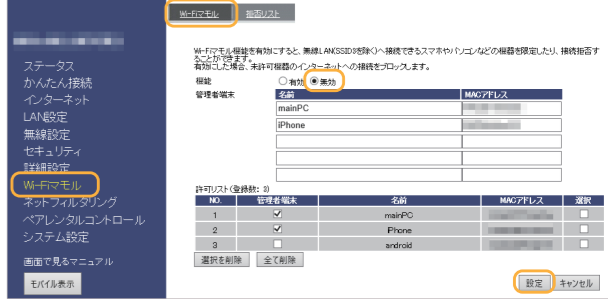 Wi-Fiマモル 拒否リスト
ステータス
かんたん接続
インターネット
LAN設定
無線設定
セキュリティ
詳細設定
Wi-Fiマモル
ネットフィルタリング
ペアレンタルコントロール
システム設定
画面で見るマニュアル
モバイル表示
Wi-Fiマモル機能を有効にすると、無線LAN(SSID3を除く)へ接続できるスマホやパソコンなどの機器を限定したり、接続拒否す
ることができます。
有効にした場合、未許可機器のインターネットへの接続をブロックします。
機能 有効 無効
管理者端末 名前 MACアドレス
mainPC
iPhone
許可リスト(登録数: 3)
NO. 管理者端末 名前 MACアドレス 選択
1 mainPC
2 iPhone
3 android
選択を削除 全て削除
設定 キャンセル